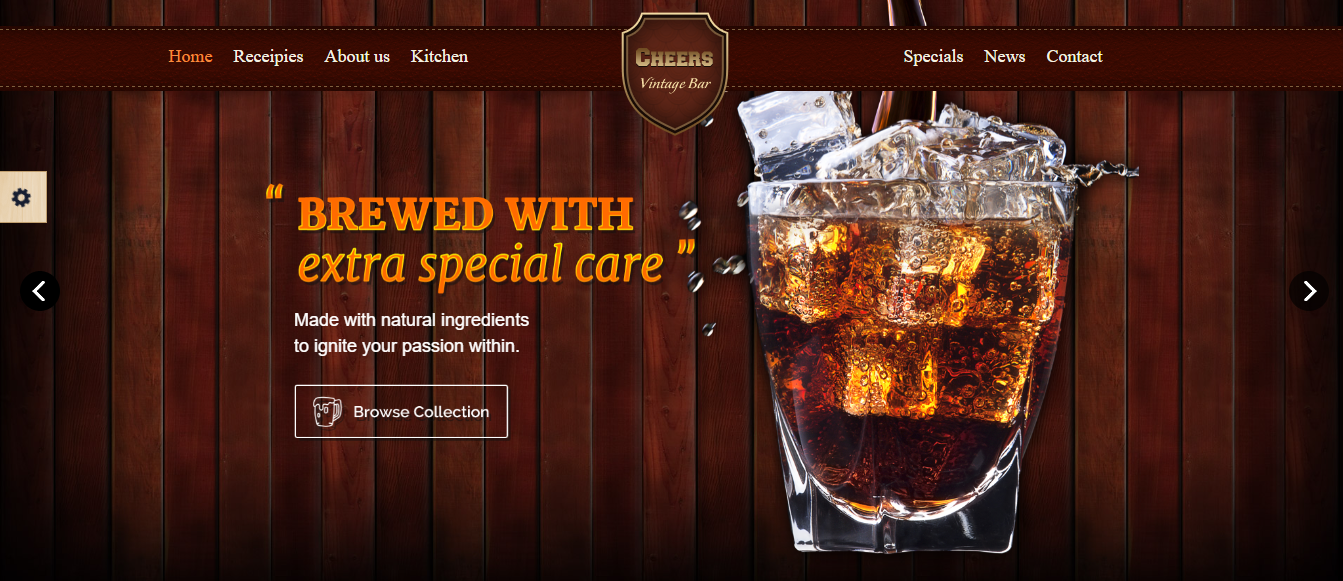 Home Receipies About us Kitchen
CHEERS
Vintage Bar
Specials News Contact
“ BREWED WITH
extra special care ”
Made with natural ingredients
to ignite your passion within.
Browse Collection